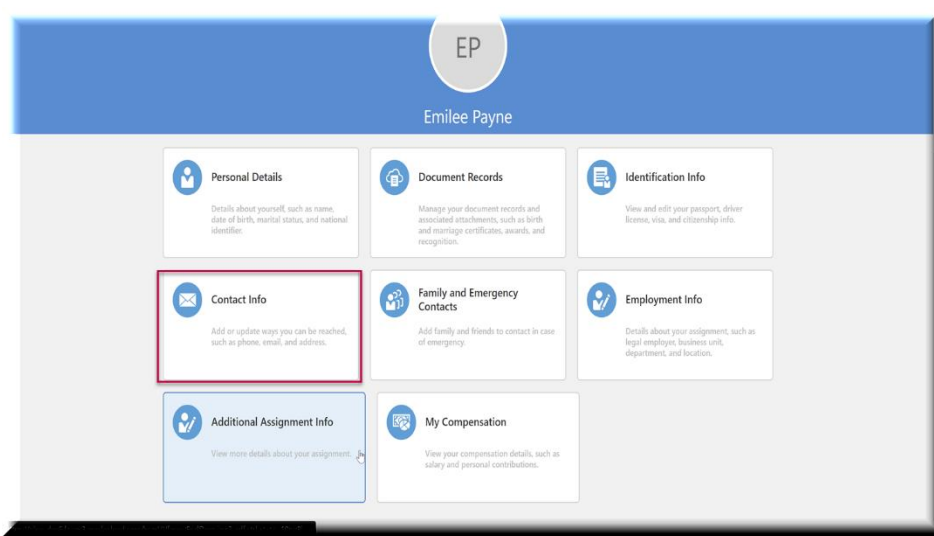 EP
Emilee Payne
Personal Details
Details about yourself, such as name,
date of birth, marital status, and national
identifier.
Document Records
Manage your document records and
associated attachments, such as birth
and marriage certificates, awards, and
recognition.
Identification Info
View and edit your passport, driver
license, visa, and citizenship info.
Contact Info
Add or update ways you can be reached,
such as phone, email, and address.
Family and Emergency
Contacts
Add family and friends to contact in case
of emergency.
Employment Info
Details about your assignment, such as
legal employer, business unit,
department, and location.
Additional Assignment Info
View more details about your assignment.
My Compensation
View your compensation details, such as
salary and personal contributions.